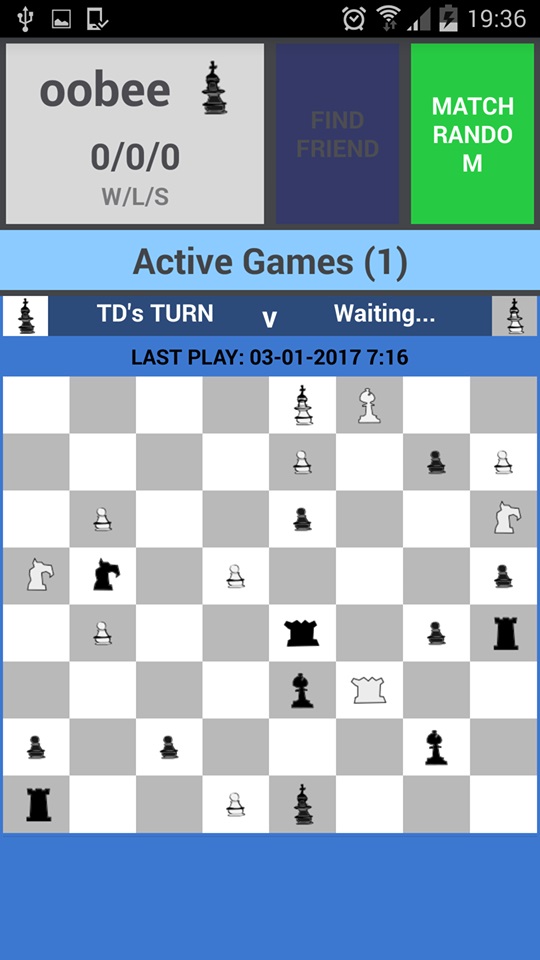 19:36
oobee
0/0/0
W/L/S
FIND
FRIEND
MATCH
RANDO
M
Active Games (1)
TD's TURN v Waiting...
LAST PLAY: 03-01-2017 7:16